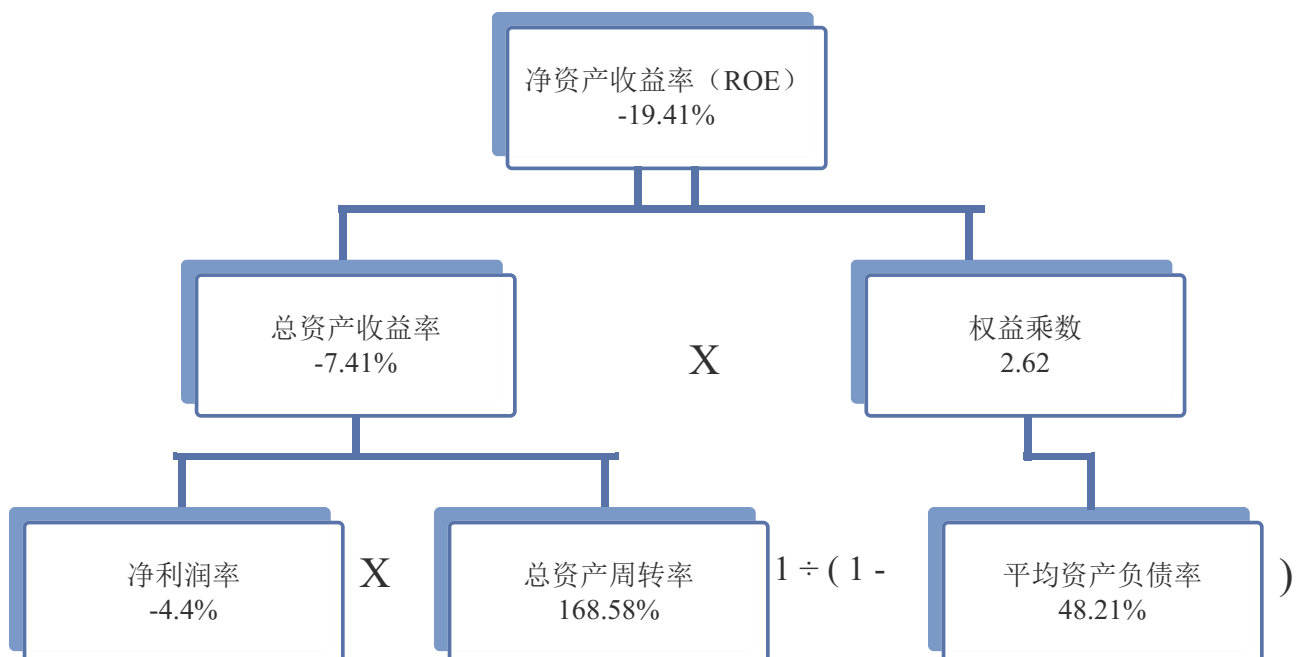 净资产收益率（ROE）
-19.41%
总资产收益率
-7.41%
X
权益乘数
2.62
净利润率
-4.4%
X
总资产周转率
168.58%
1 ÷ ( 1 -
平均资产负债率
48.21%
)